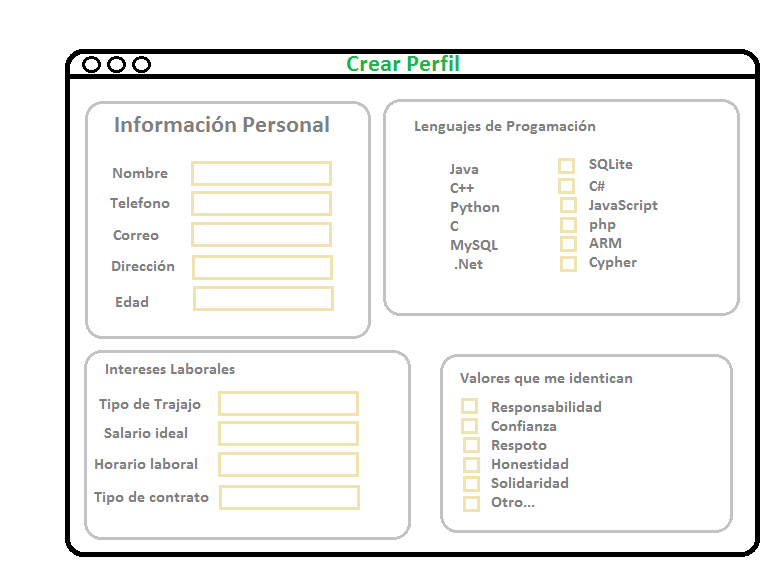 Crear Perfil
Información Personal
Nombre
Telefono
Correo
Dirección
Edad
Lenguajes de Progamación
Java
C++
Python
C
MySQL
.Net
SQLite
C#
JavaScript
php
ARM
Cypher
Intereses Laborales
Tipo de Trajajo
Salario ideal
Horario laboral
Tipo de contrato
Valores que me identican
Responsabilidad
Confianza
Respoto
Honestidad
Solidaridad
Otro...